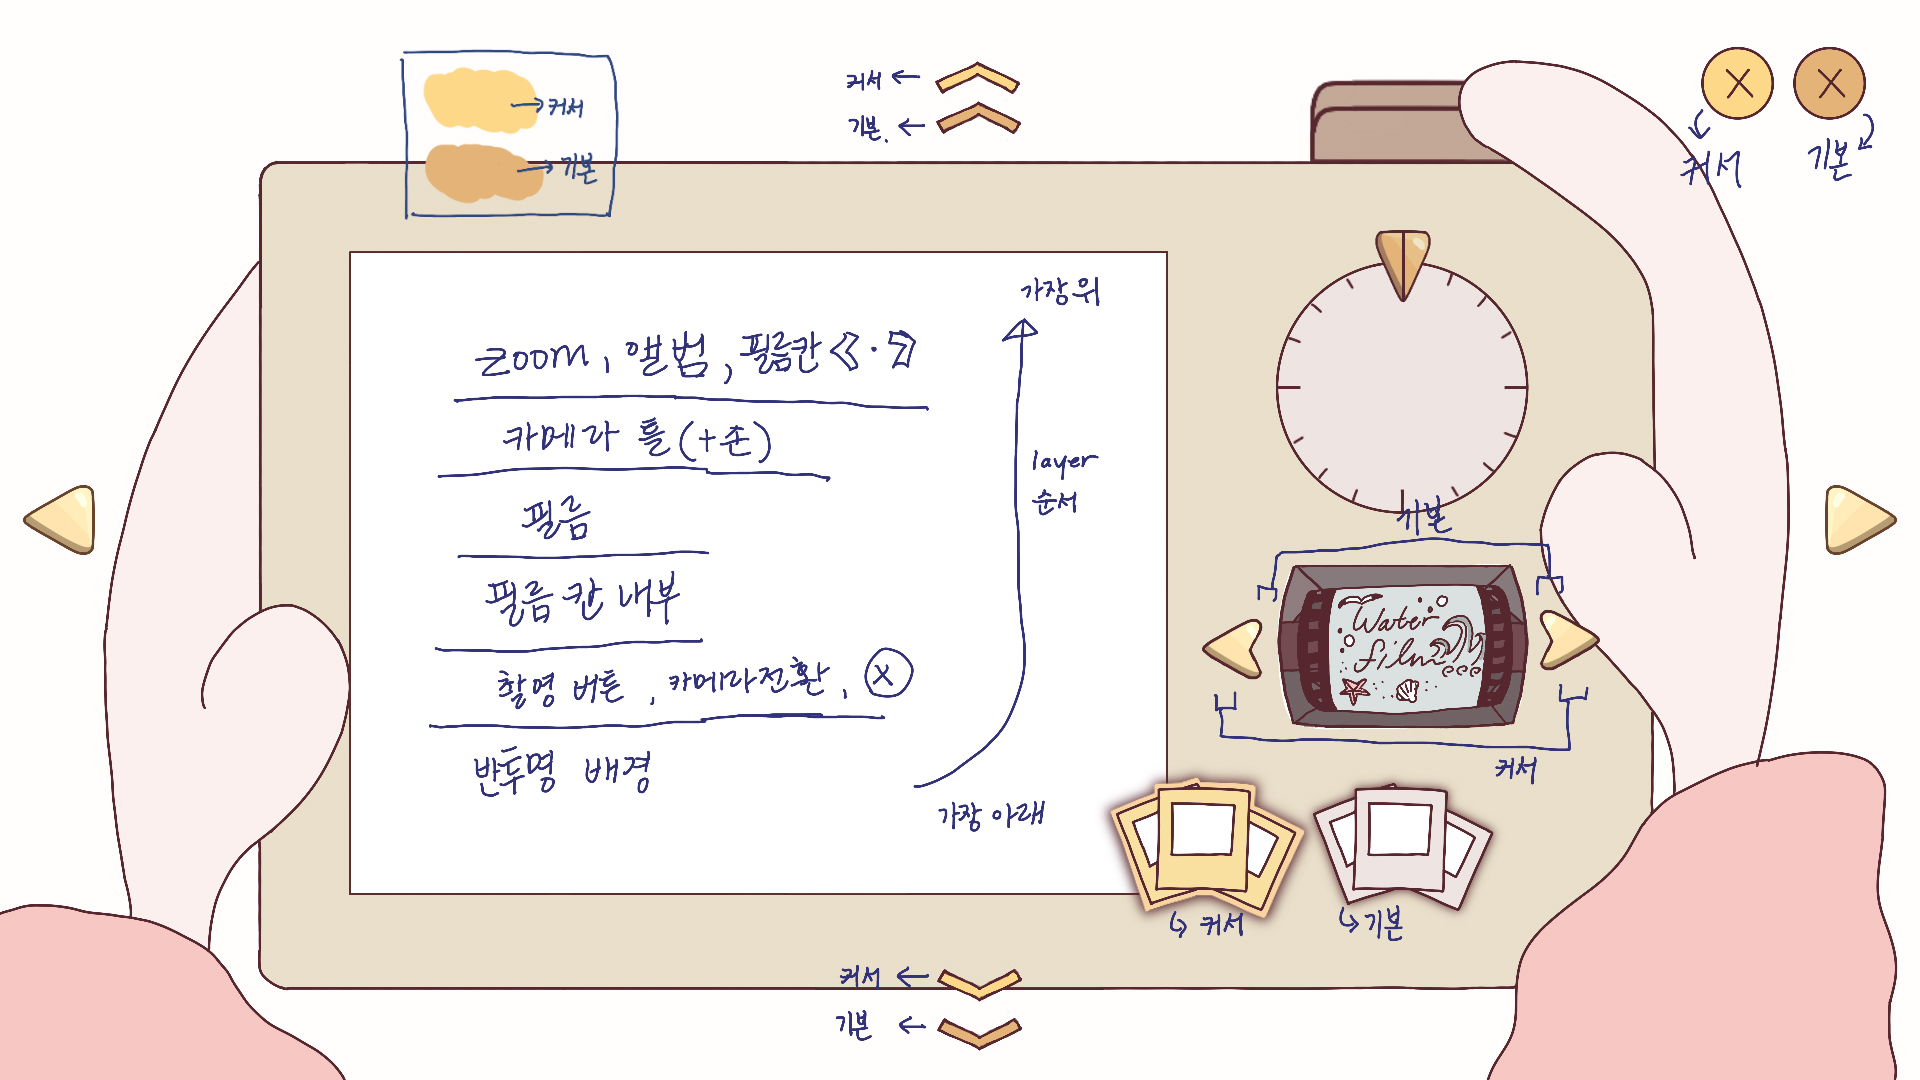 커서
기본
커서 ←
기본. ←
X X
커서 기본
가장 위
zoom, 앨범, 필름칸 < · >
카메라 틀 (+손)
layer
순서
필름
기본
필름 칸 내부
Water
film
촬영 버튼, 카메라전환, X
반투명 배경
커서
가장 아래
커서
기본
커서 ←
기본 ←